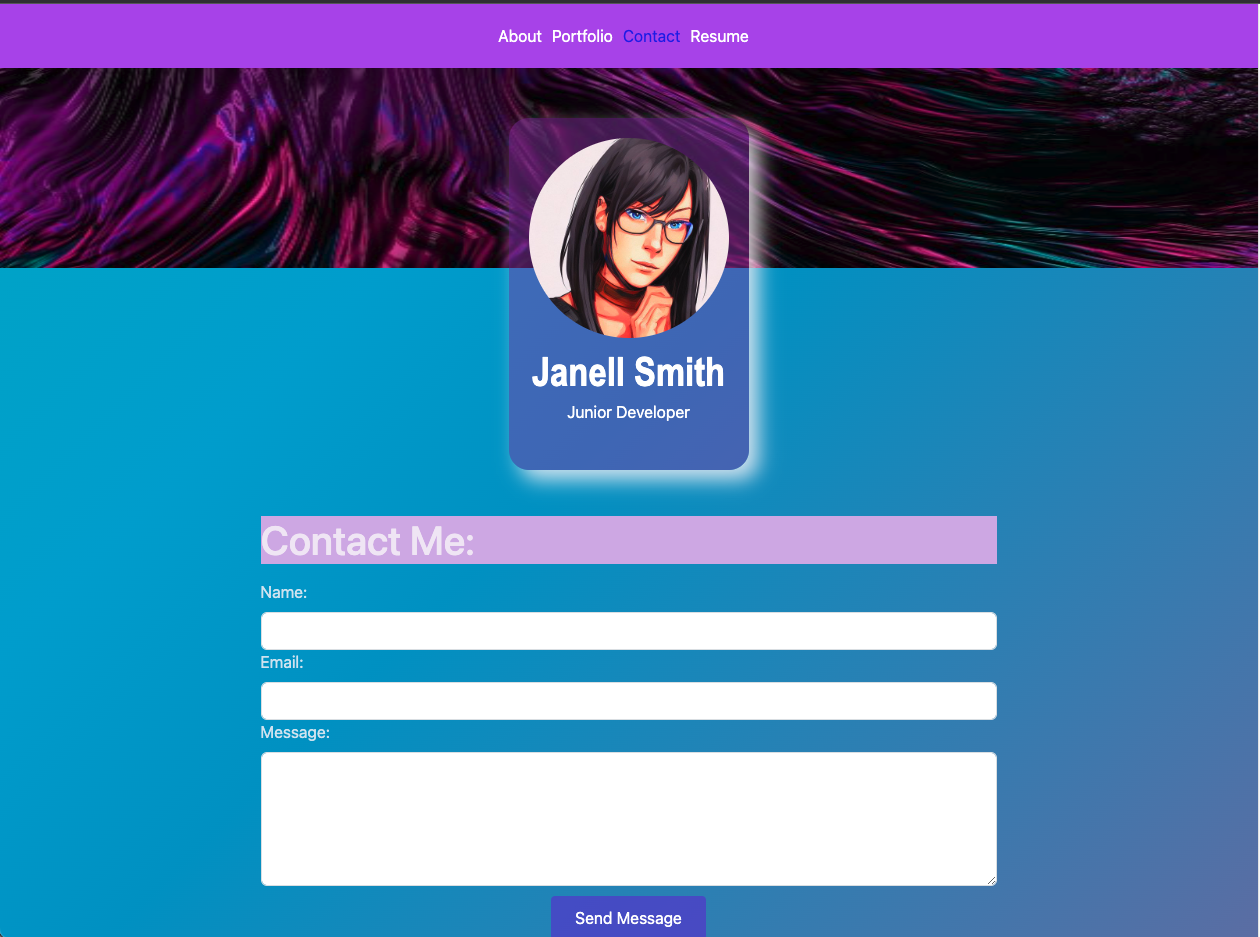 About Portfolio Contact Resume
Janell Smith
Junior Developer
Contact Me:
Name:
Email:
Message:
Send Message